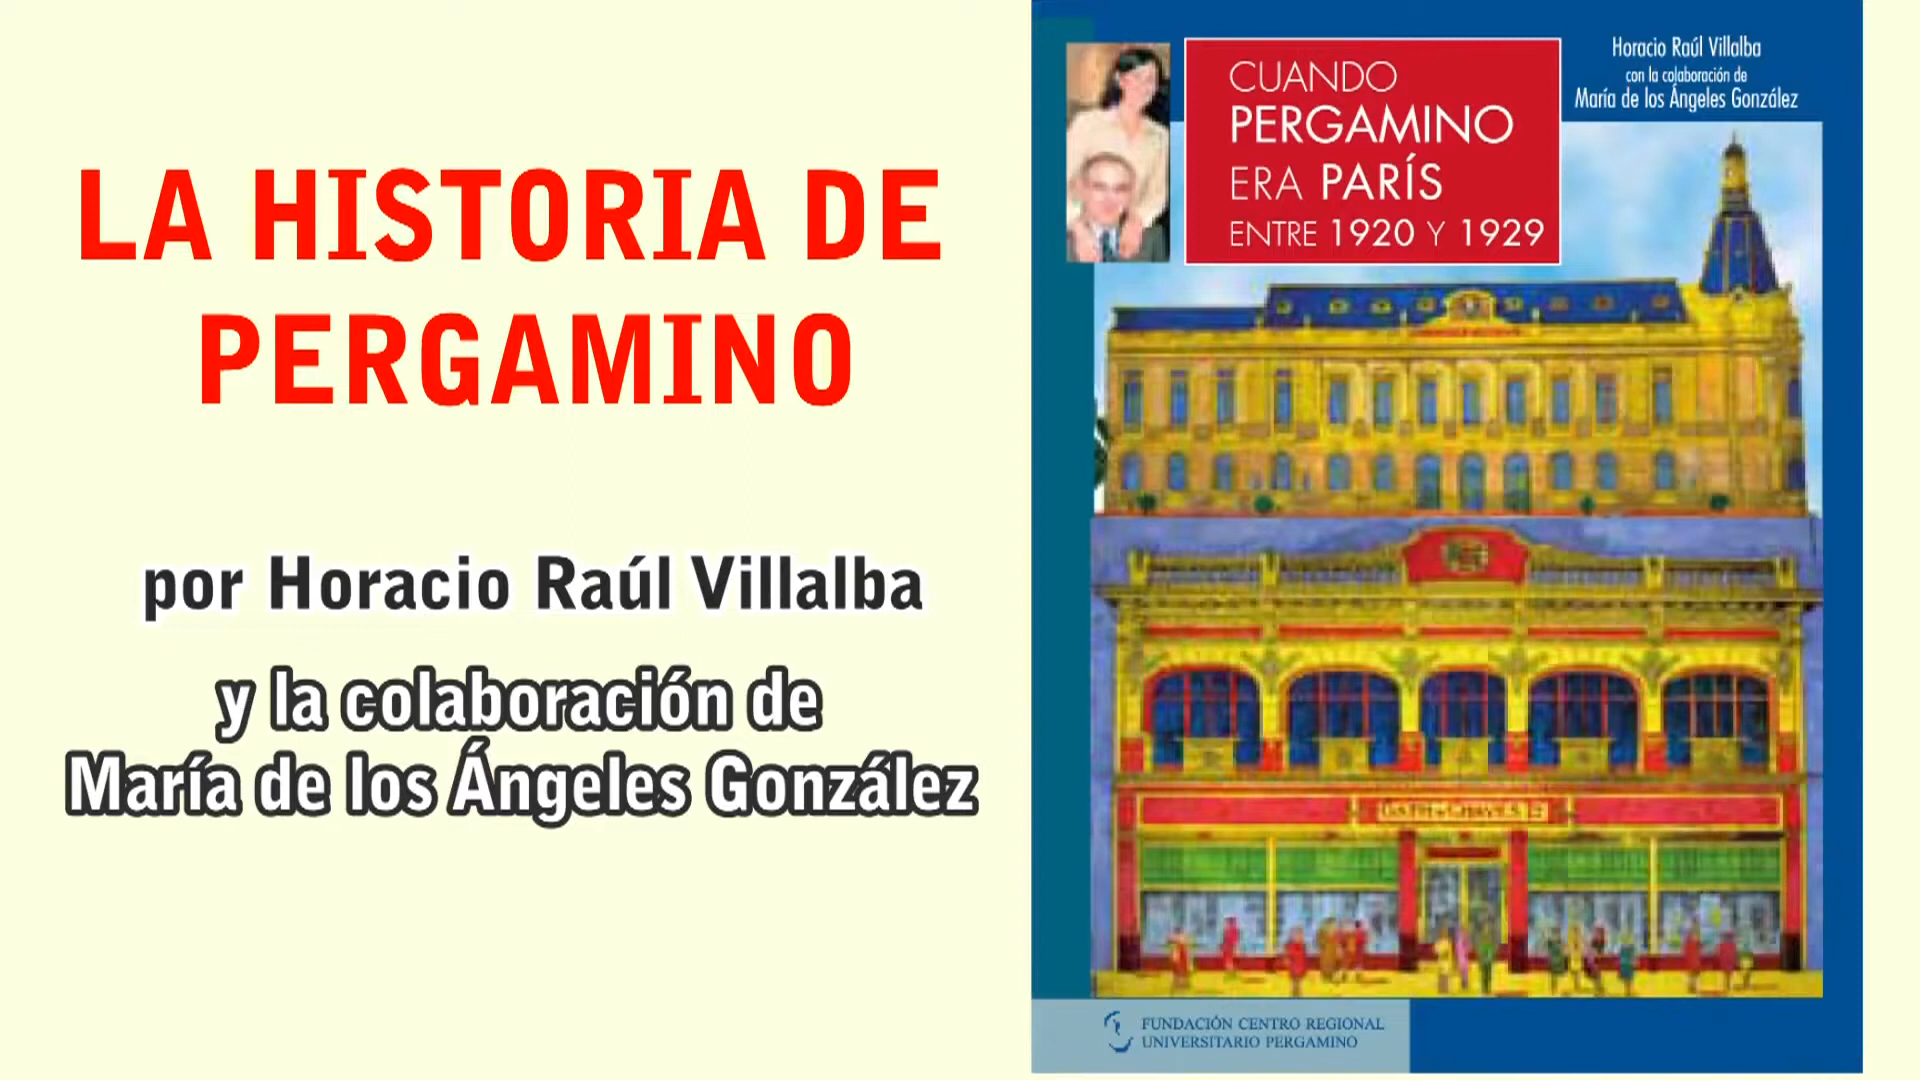 LA HISTORIA DE
PERGAMINO
por Horacio Raúl Villalba
y la colaboración de
María de los Ángeles González
CUANDO
PERGAMINO
ERA PARÍS
ENTRE 1920 Y 1929
Horacio Raúl Villalba
con la colaboración de
María de los Ángeles González
FUNDACIÓN CENTRO REGIONAL
UNIVERSITARIO PERGAMINO